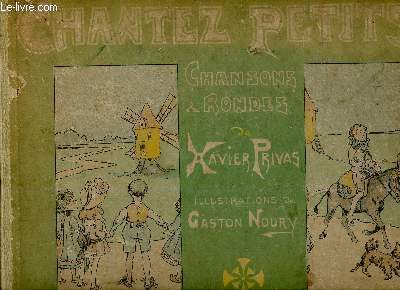 Le-livre.com
CHANTEZ PETITS
CHANSONS
& RONDES
DE
XAVIER PRIVAS
ILLUSTRATIONS DE
GASTON NOURY